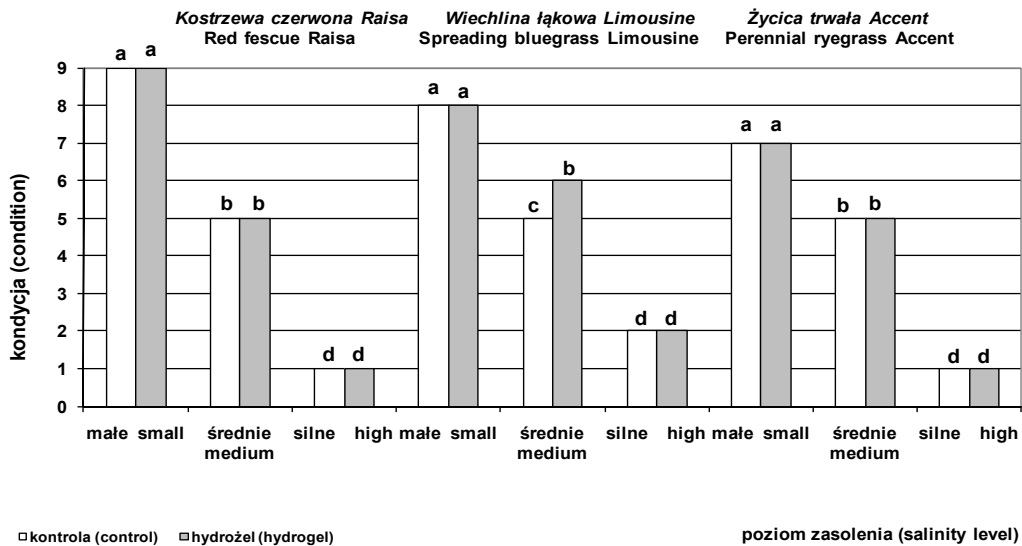 Kostrzewa czerwona Raisa Wiechlina łąkowa Limousine Życica trwała Accent
Red fescue Raisa Spreading bluegrass Limousine Perennial ryegrass Accent
a a a a a a
b b c b b b
d d d d d d
9
8
7
6
5
4
3
2
1
0
kondycja (condition)
małe small średnie silne high małe small średnie silne high małe small średnie silne high
medium medium medium
kontrola (control) hydrożel (hydrogel) poziom zasolenia (salinity level)